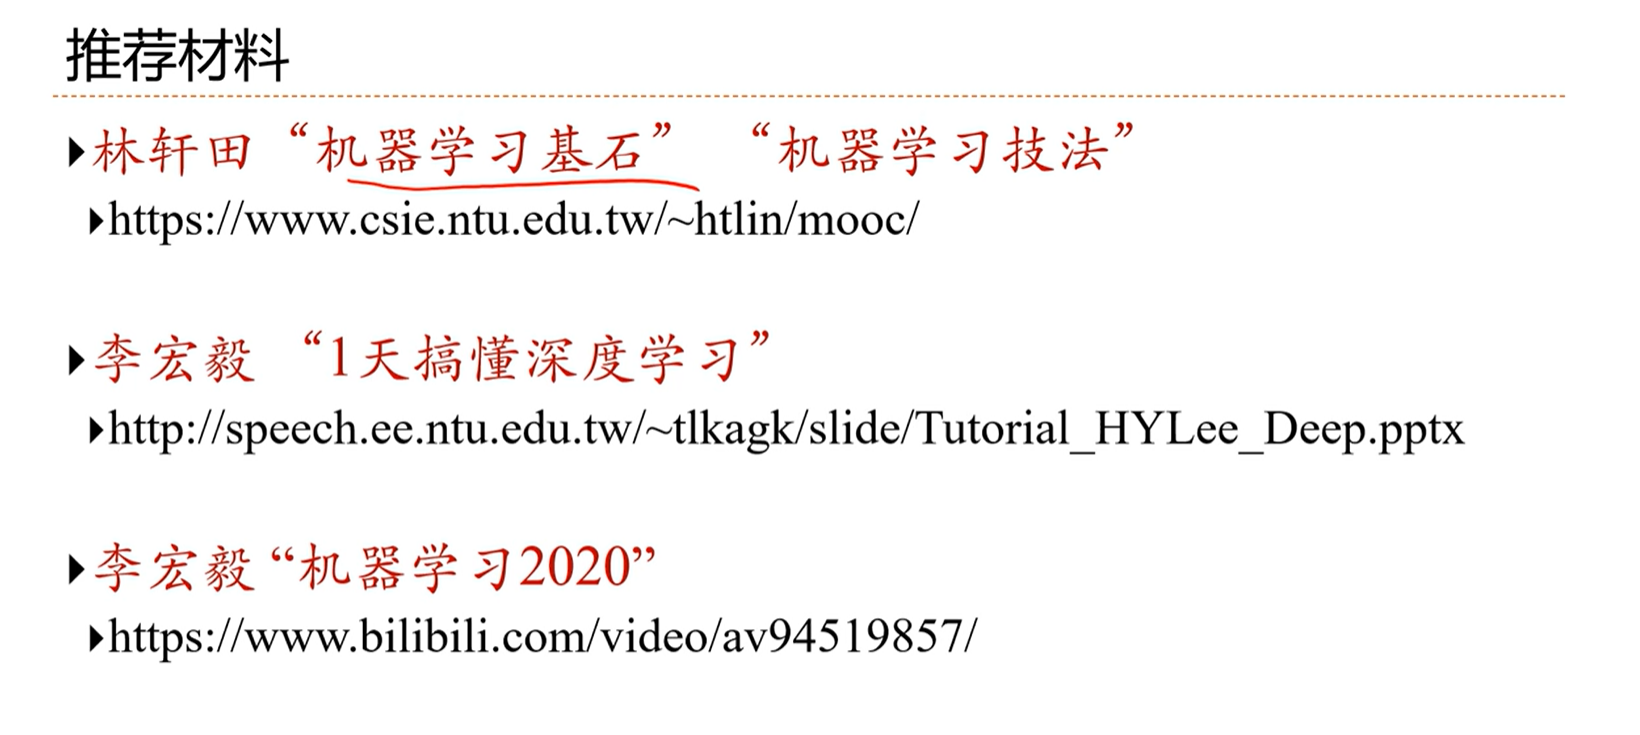 推荐材料
林轩田“机器学习基石” “机器学习技法”
https://www.csie.ntu.edu.tw/~htlin/mooc/
李宏毅 “1天搞懂深度学习”
http://speech.ee.ntu.edu.tw/~tlkagk/slide/Tutorial_HYLee_Deep.pptx
李宏毅“机器学习2020”
https://www.bilibili.com/video/av94519857/